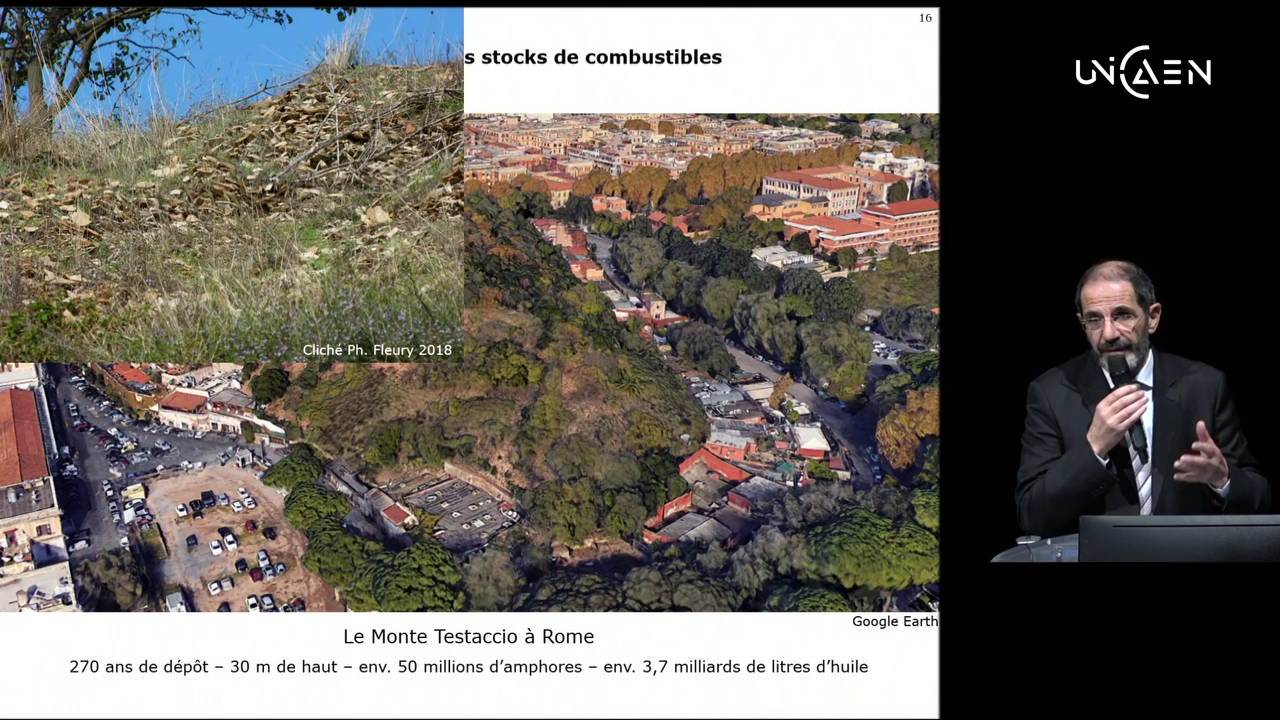 16
s stocks de combustibles
UNICAEN
Cliché Ph. Fleury 2018
Google Earth
Le Monte Testaccio à Rome
270 ans de dépôt – 30 m de haut – env. 50 millions d’amphores – env. 3,7 milliards de litres d’huile